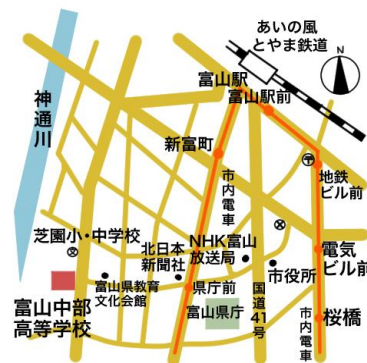 あいの風
とやま鉄道
N
富山駅
富山駅前
神通川
新富町
市内電車
地鉄
ビル前
芝園小・中学校
北日本
新聞社
NHK富山
放送局
電気
ビル前
市役所
富山県教育
文化会館
県庁前
国道41号
富山中部
高等学校
富山県庁
桜橋
市内電車